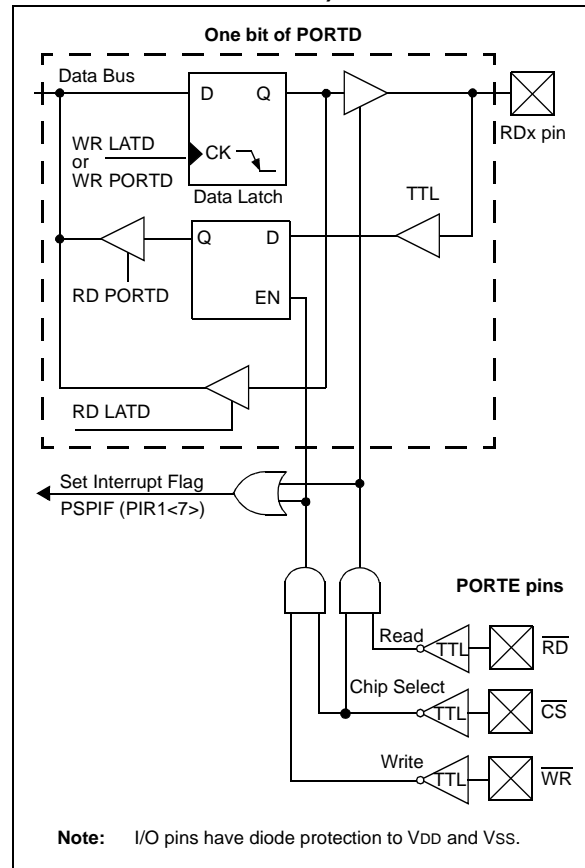 One bit of PORTD
Data Bus
D Q
RDx pin
WR LATD
or
WR PORTD
CK
Data Latch
TTL
Q D
EN
RD PORTD
RD LATD
Set Interrupt Flag
PSPIF (PIR1<7>)
PORTE pins
Read
TTL
RD
Chip Select
TTL
CS
Write
TTL
WR
Note: I/O pins have diode protection to VDD and VSS.